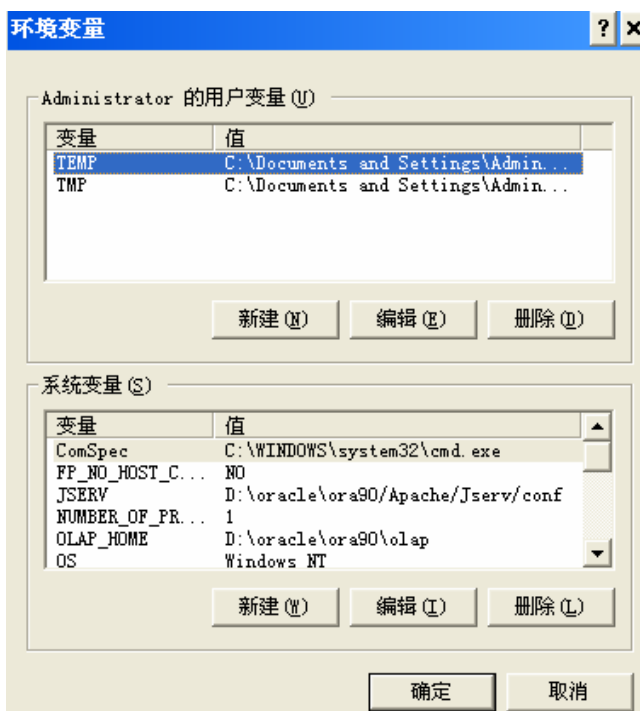 环境变量
Administrator 的用户变量(U)
变量 值
TEMP C:\Documents and Settings\Admin...
TMP C:\Documents and Settings\Admin...
新建(N) 编辑(E) 删除(D)
系统变量(S)
变量 值
ComSpec C:\WINDOWS\system32\cmd.exe
FP_NO_HOST_C... NO
JSERV D:\oracle\ora90/Apache/Jserv/conf
NUMBER_OF_PR... 1
OLAP_HOME D:\oracle\ora90\olap
OS Windows_NT
新建(W) 编辑(I) 删除(L)
确定 取消